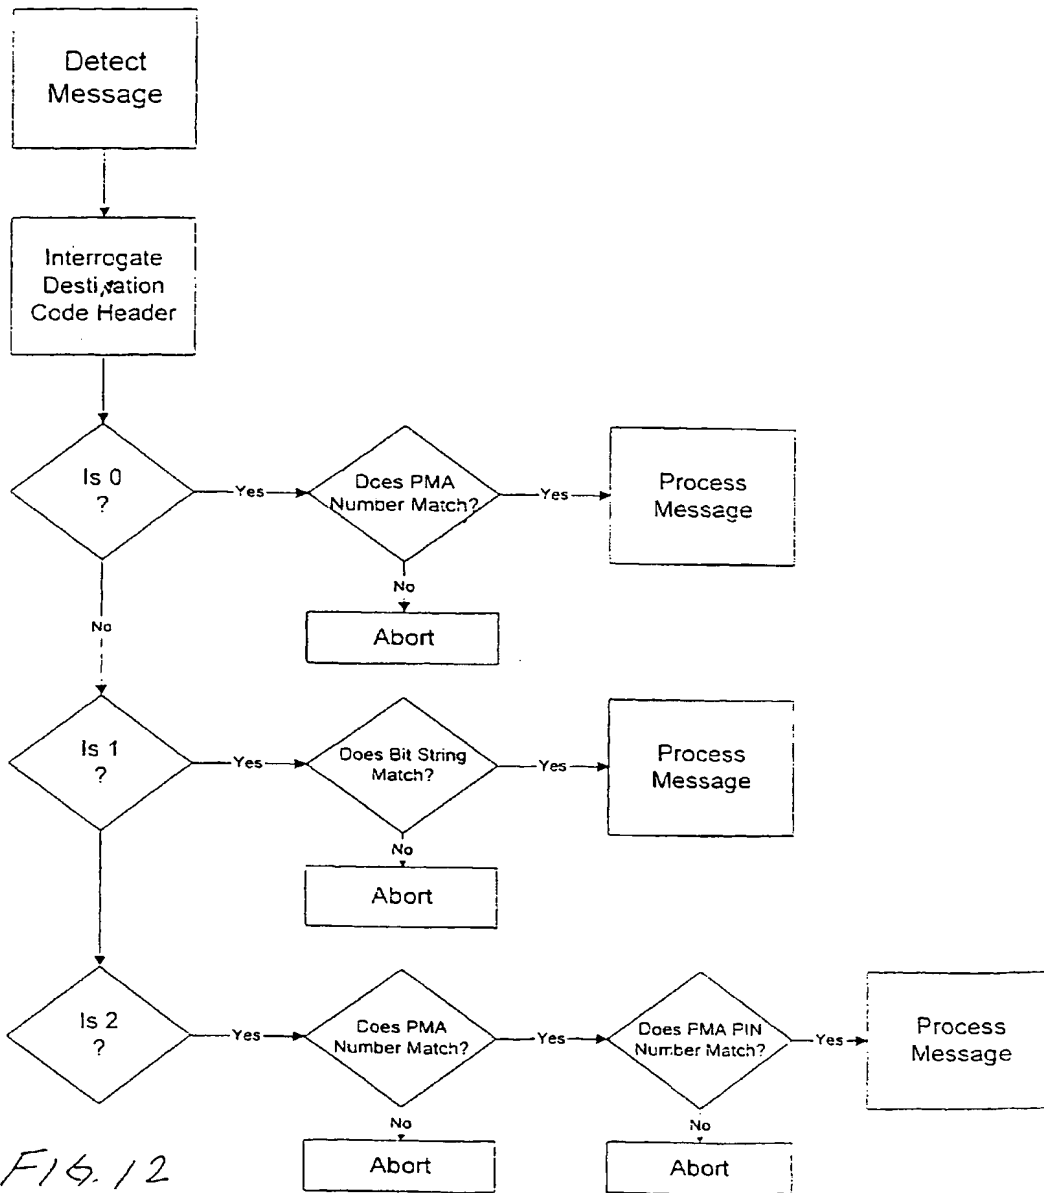 Detect
Message
Interrogate
Destination
Code Header
Is 0
?
Yes
Does PMA
Number Match?
Yes
Process
Message
No
Abort
No
Is 1
?
Yes
Does Bit String
Match?
Yes
Process
Message
No
Abort
Is 2
?
Yes
Does PMA
Number Match?
Yes
Does PMA PIN
Number Match?
Yes
Process
Message
No
Abort
No
Abort
FIG. 12